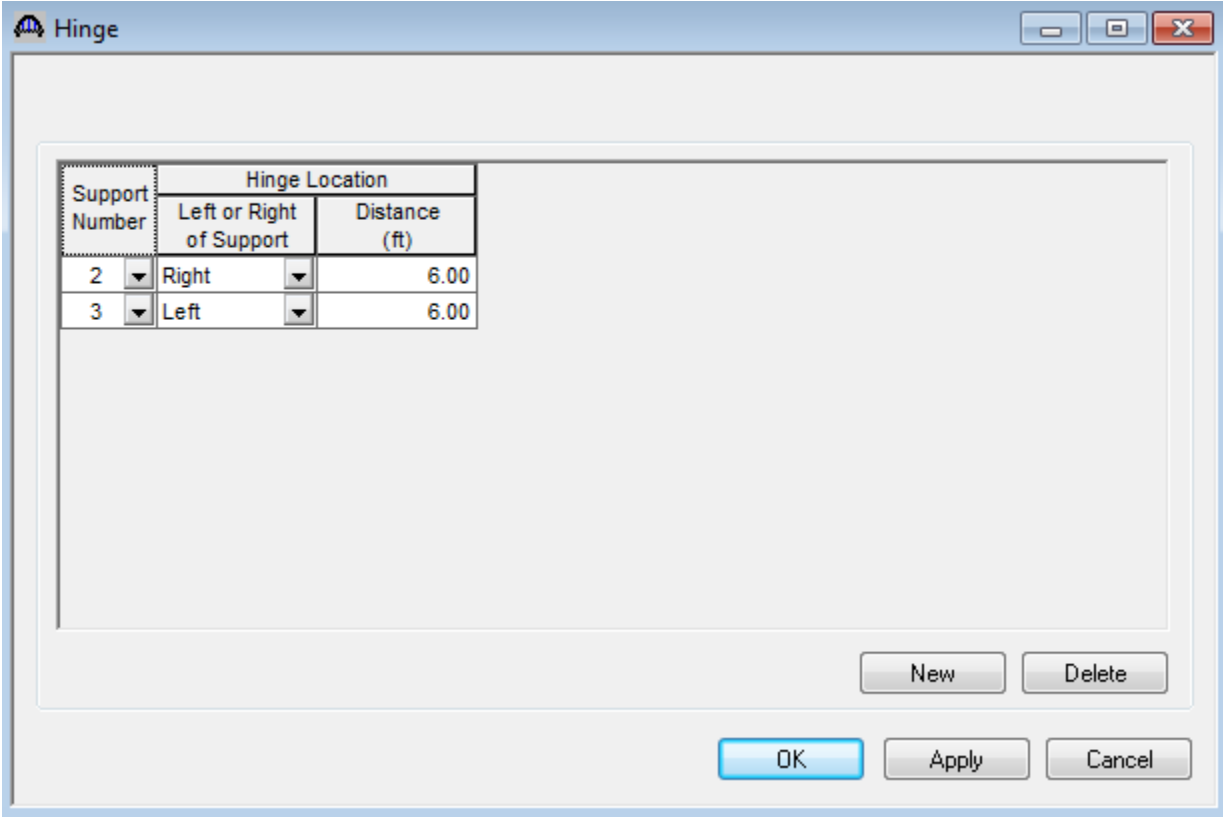 Hinge
Support
Number
Hinge Location
Left or Right
of Support
Distance
(ft)
2 Right 6.00
3 Left 6.00
New Delete
OK Apply Cancel